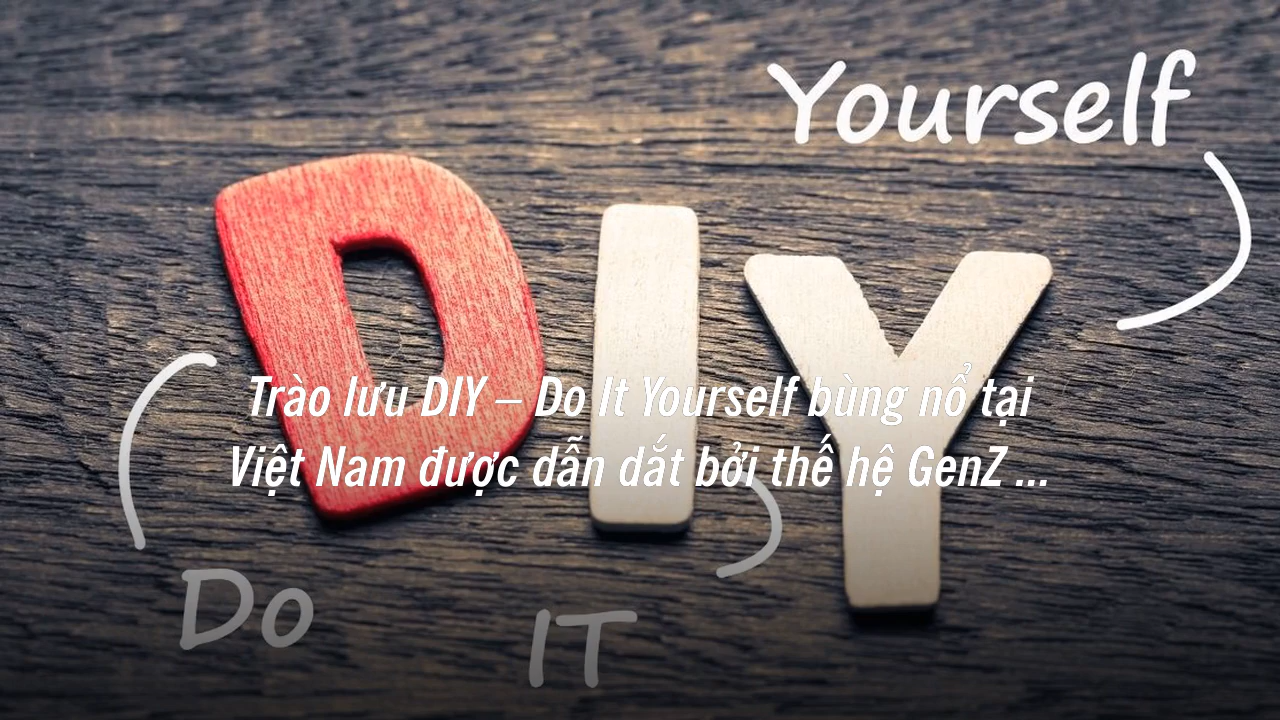 Yourself
DIY
Trào lưu DIY – Do It Yourself bùng nổ tại
Việt Nam được dẫn dắt bởi thế hệ GenZ ...
Do
IT